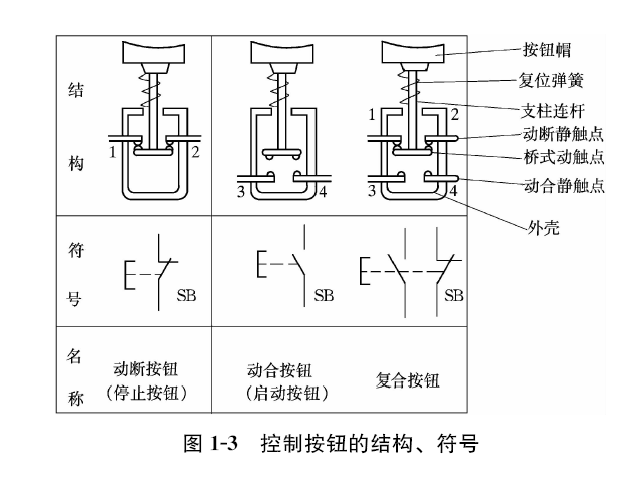 按钮帽
复位弹簧
支柱连杆
动断静触点
桥式动触点
动合静触点
外壳
结
构
1 2
3 4
1 2
3 4
符
号
SB SB SB
名
称
动断按钮
(停止按钮)
动合按钮
(启动按钮)
复合按钮
图 1-3 控制按钮的结构、符号